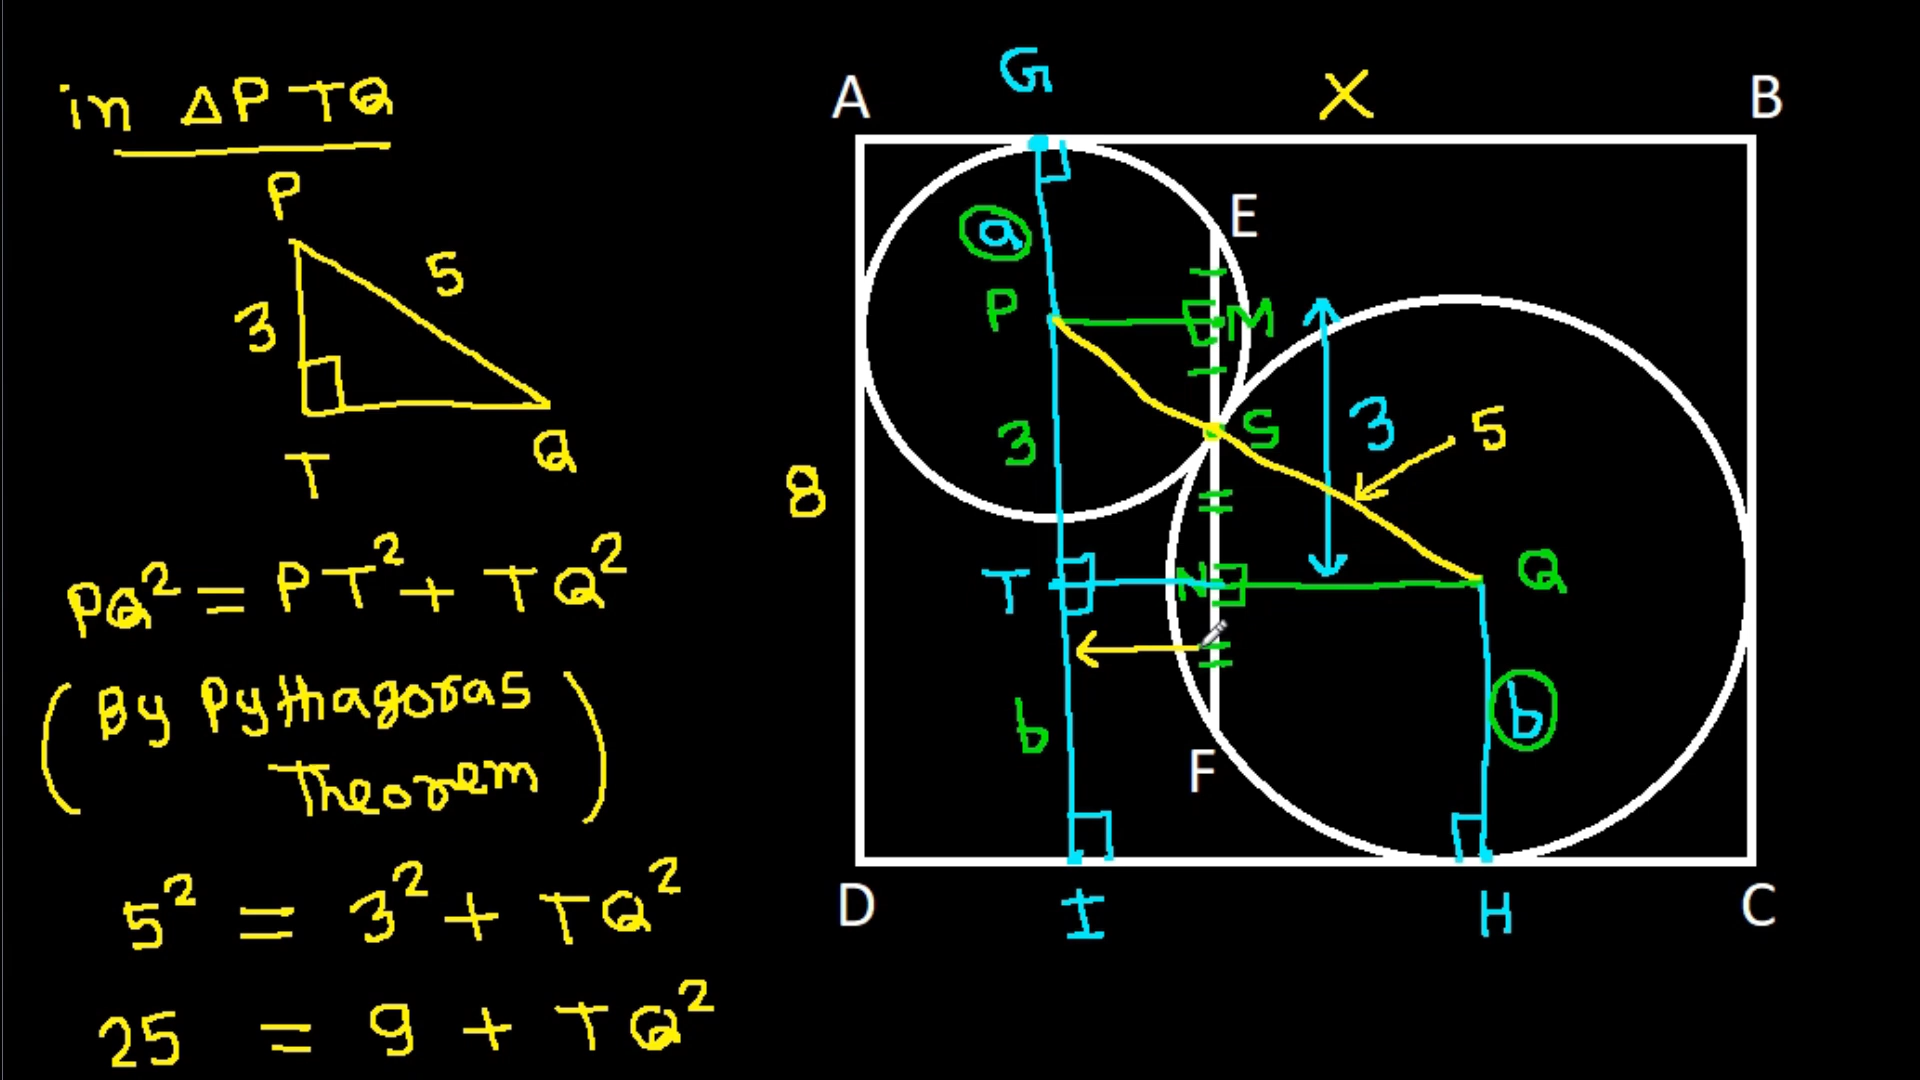 in ΔPTQ
P
3
5
T
Q
PQ² = PT² + TQ²
(By Pythagoras
Theorem)
5² = 3² + TQ²
25 = 9 + TQ²
G
A
X
B
E
a
P
M
3
S
3
5
8
T
N
Q
b
b
F
D
I
H
C